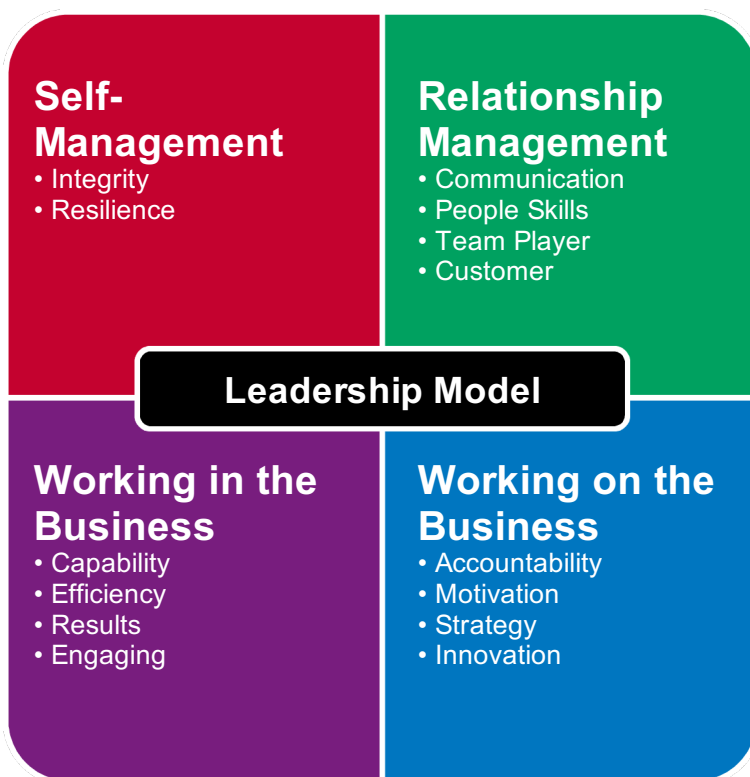 Self-
Management
• Integrity
• Resilience
Relationship
Management
• Communication
• People Skills
• Team Player
• Customer
Leadership Model
Working in the
Business
• Capability
• Efficiency
• Results
• Engaging
Working on the
Business
• Accountability
• Motivation
• Strategy
• Innovation